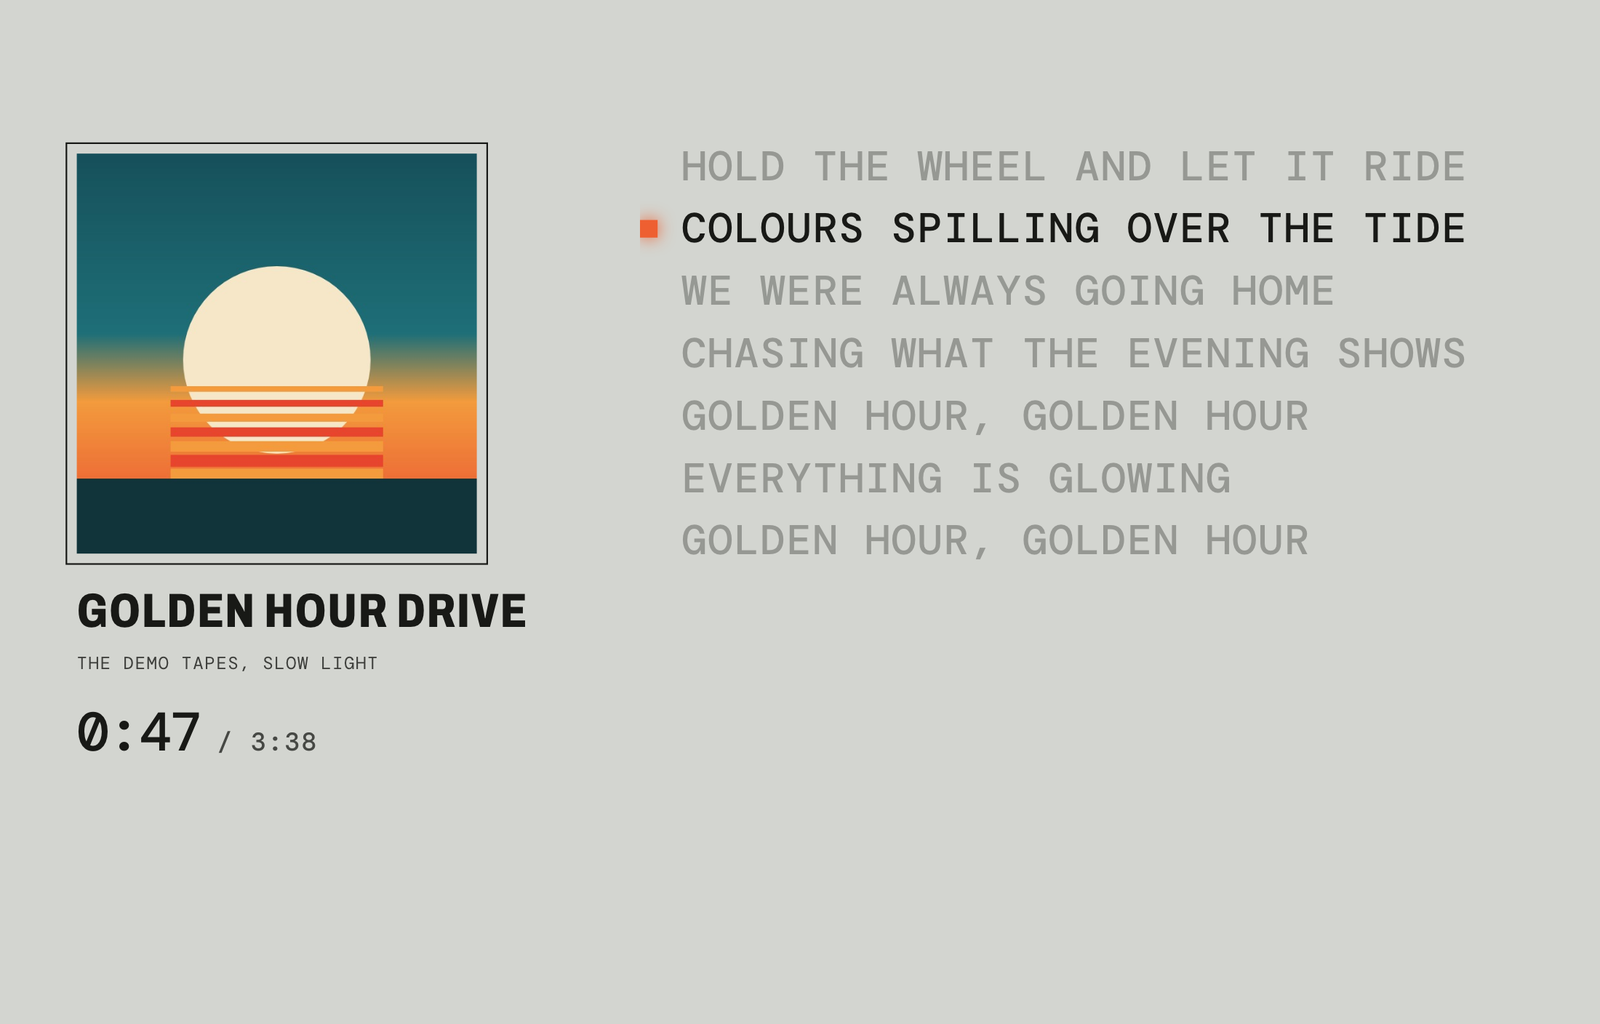 HOLD THE WHEEL AND LET IT RIDE
COLOURS SPILLING OVER THE TIDE
WE WERE ALWAYS GOING HOME
CHASING WHAT THE EVENING SHOWS
GOLDEN HOUR, GOLDEN HOUR
EVERYTHING IS GLOWING
GOLDEN HOUR, GOLDEN HOUR
GOLDEN HOUR DRIVE
THE DEMO TAPES, SLOW LIGHT
0:47 / 3:38